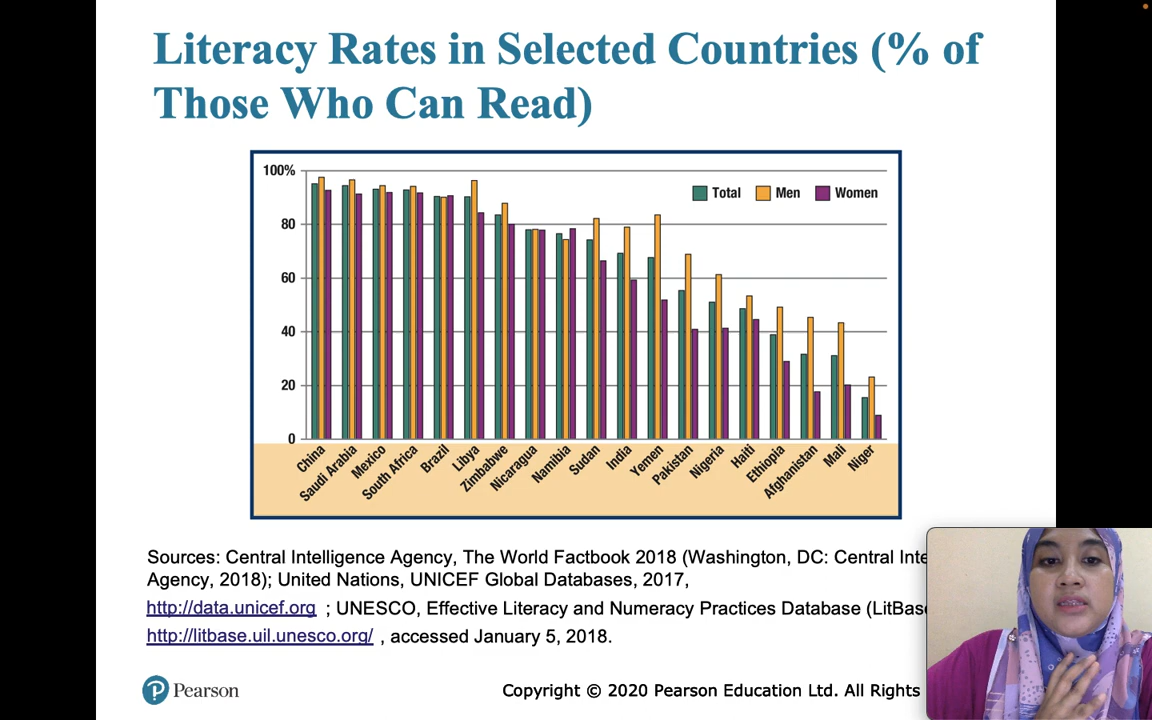 Literacy Rates in Selected Countries (% of
Those Who Can Read)
100%
80
60
40
20
0
Total Men Women
China Saudi Arabia Mexico South Africa Brazil Libya Zimbabwe Nicaragua Namibia Sudan India Yemen Pakistan Nigeria Haiti Ethiopia Afghanistan Mali Niger
Sources: Central Intelligence Agency, The World Factbook 2018 (Washington, DC: Central
Agency, 2018); United Nations, UNICEF Global Databases, 2017,
http://data.unicef.org ; UNESCO, Effective Literacy and Numeracy Practices Database
http://litbase.uil.unesco.org/ , accessed January 5, 2018.
P Pearson
Copyright © 2020 Pearson Education Ltd. All Rights